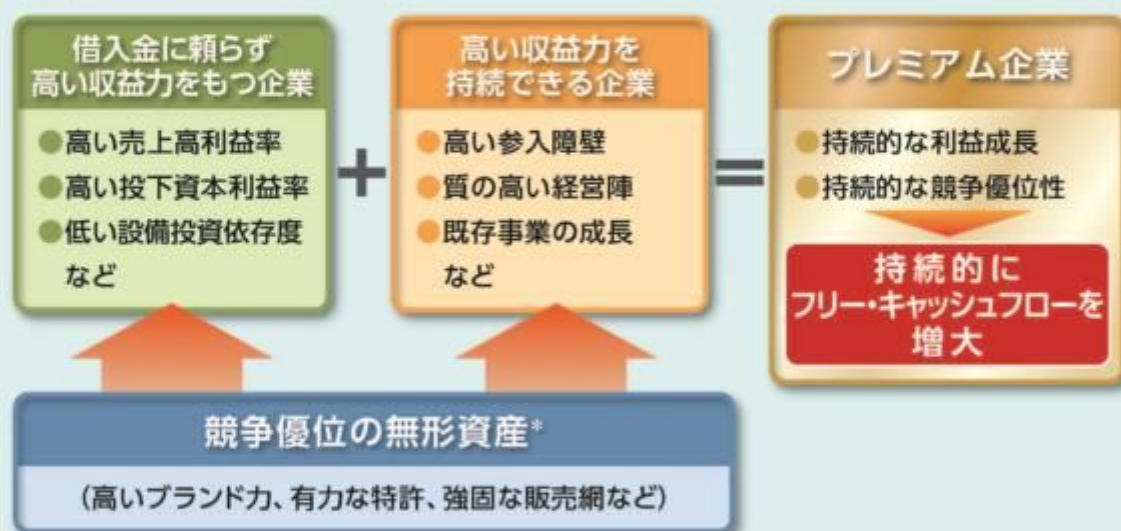 借入金に頼らず
高い収益力をもつ企業
●高い売上高利益率
●高い投下資本利益率
●低い設備投資依存度
など
+
高い収益力を
持続できる企業
●高い参入障壁
●質の高い経営陣
●既存事業の成長
など
=
プレミアム企業
●持続的な利益成長
●持続的な競争優位性
持続的に
フリー・キャッシュフローを
増大
競争優位の無形資産*
(高いブランド力、有力な特許、強固な販売網など)